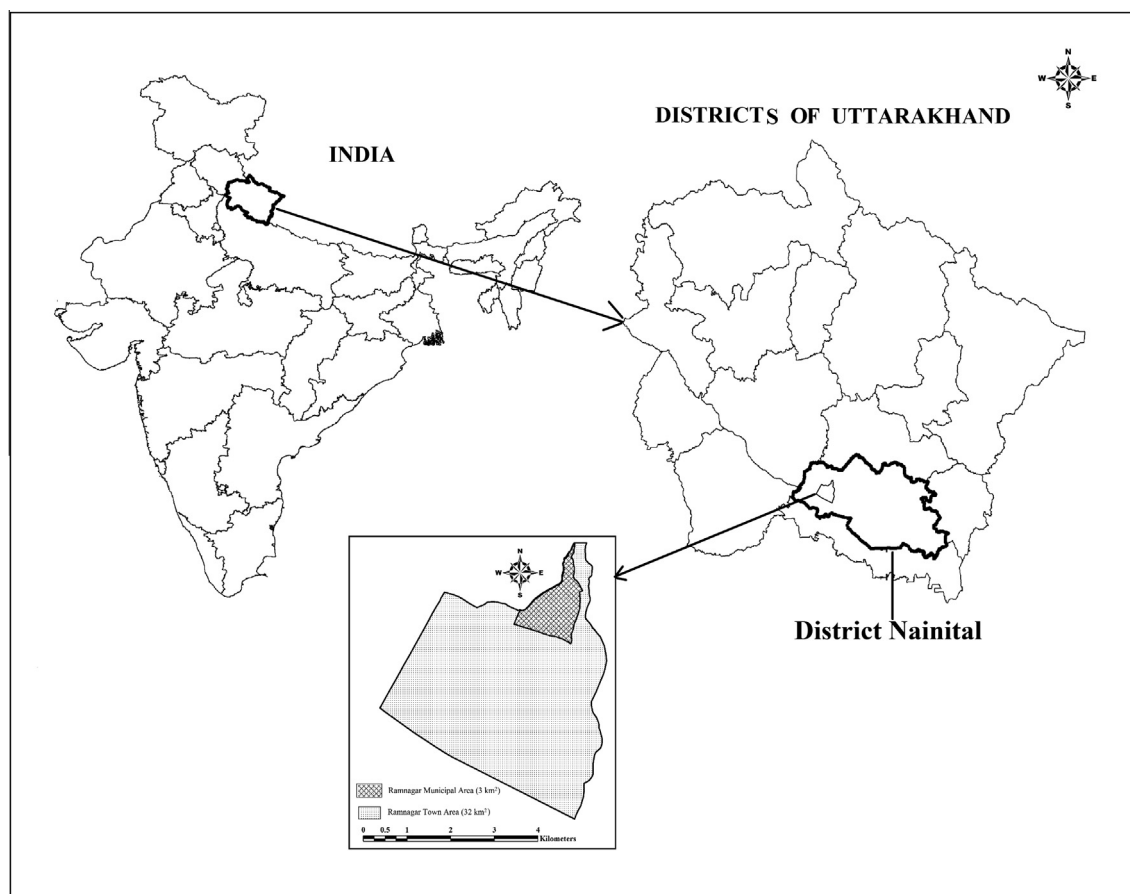 N
W E
S
DISTRICTS OF UTTARAKHAND
INDIA
District Nainital
N
W E
S
Ramnagar Municipal Area (3 km²)
Ramnagar Town Area (32 km²)
0 0.5 1 2 3 4
Kilometers